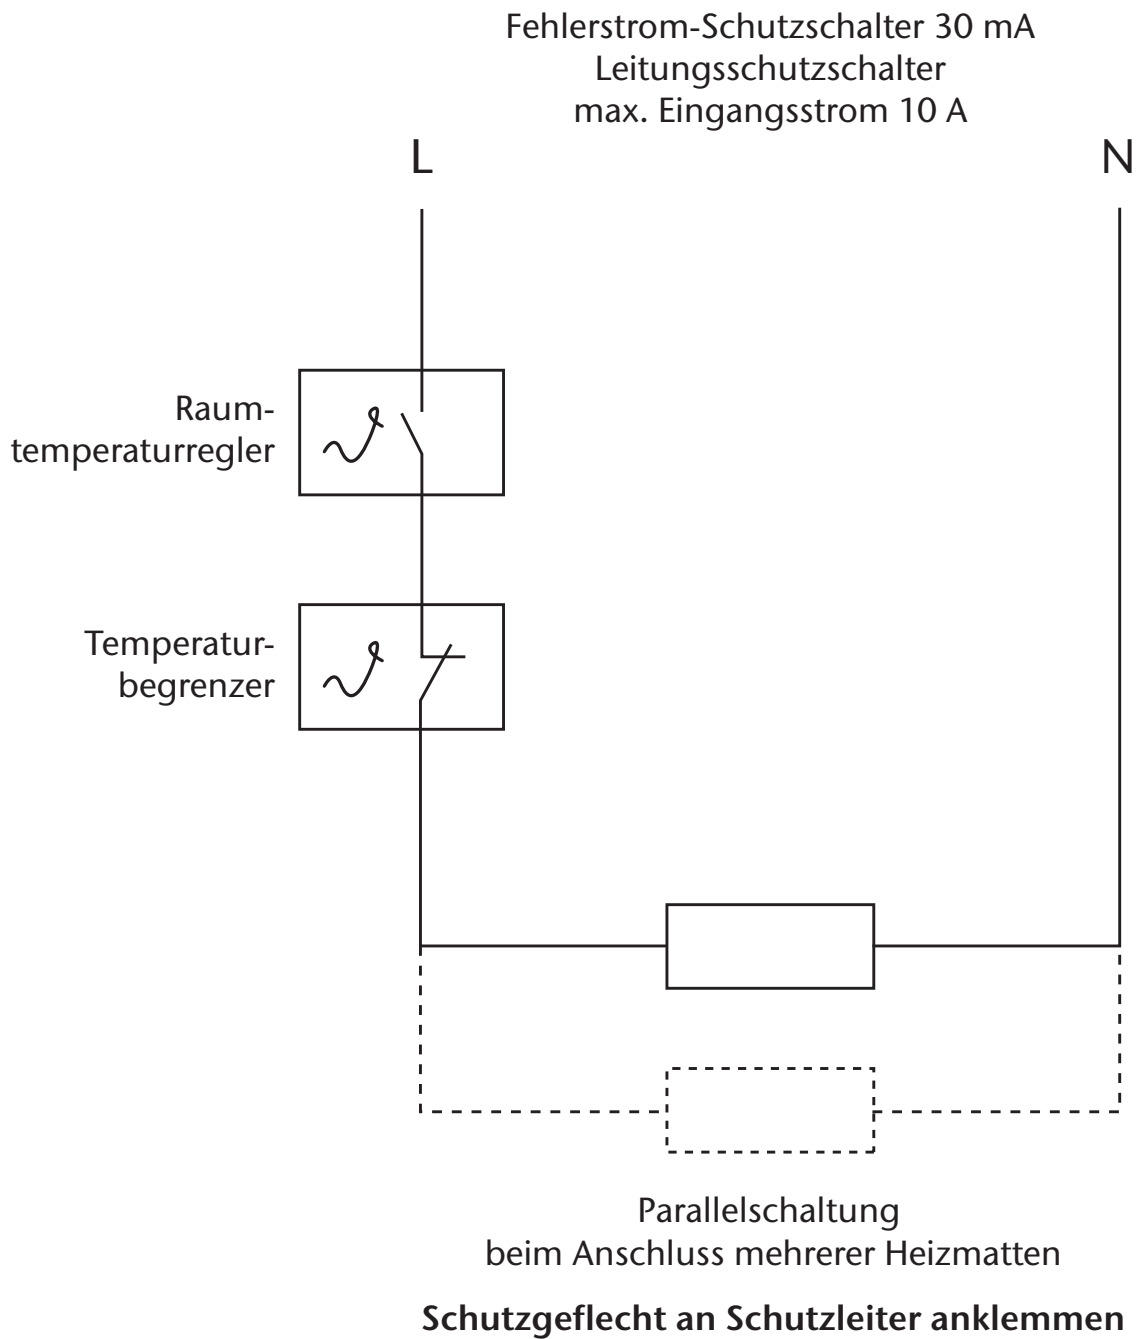 Fehlerstrom-Schutzschalter 30 mA
Leitungsschutzschalter
max. Eingangsstrom 10 A
L
N
Raum-
temperaturregler
Temperatur-
begrenzer
Parallelschaltung
beim Anschluss mehrerer Heizmatten
Schutzgeflecht an Schutzleiter anklemmen